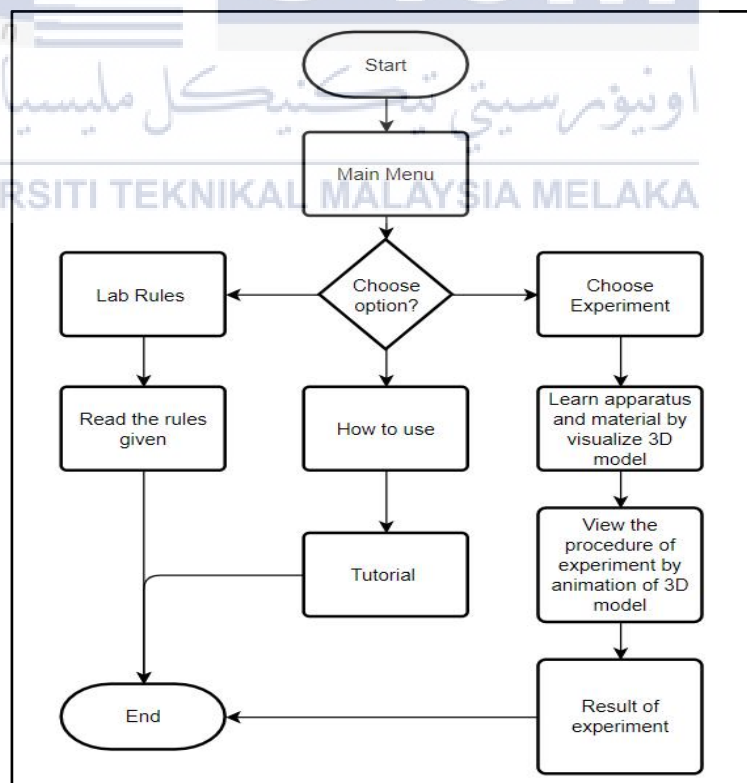 Start
اونيۏرسيتي تيكنيكل مليسيا
Main Menu
RSITI TEKNIKAL MALAYSIA MELAKA
Lab Rules
Choose
option?
Choose
Experiment
Read the rules
given
How to use
Learn apparatus
and material by
visualize 3D
model
View the
procedure of
experiment by
animation of 3D
model
Tutorial
End
Result of
experiment